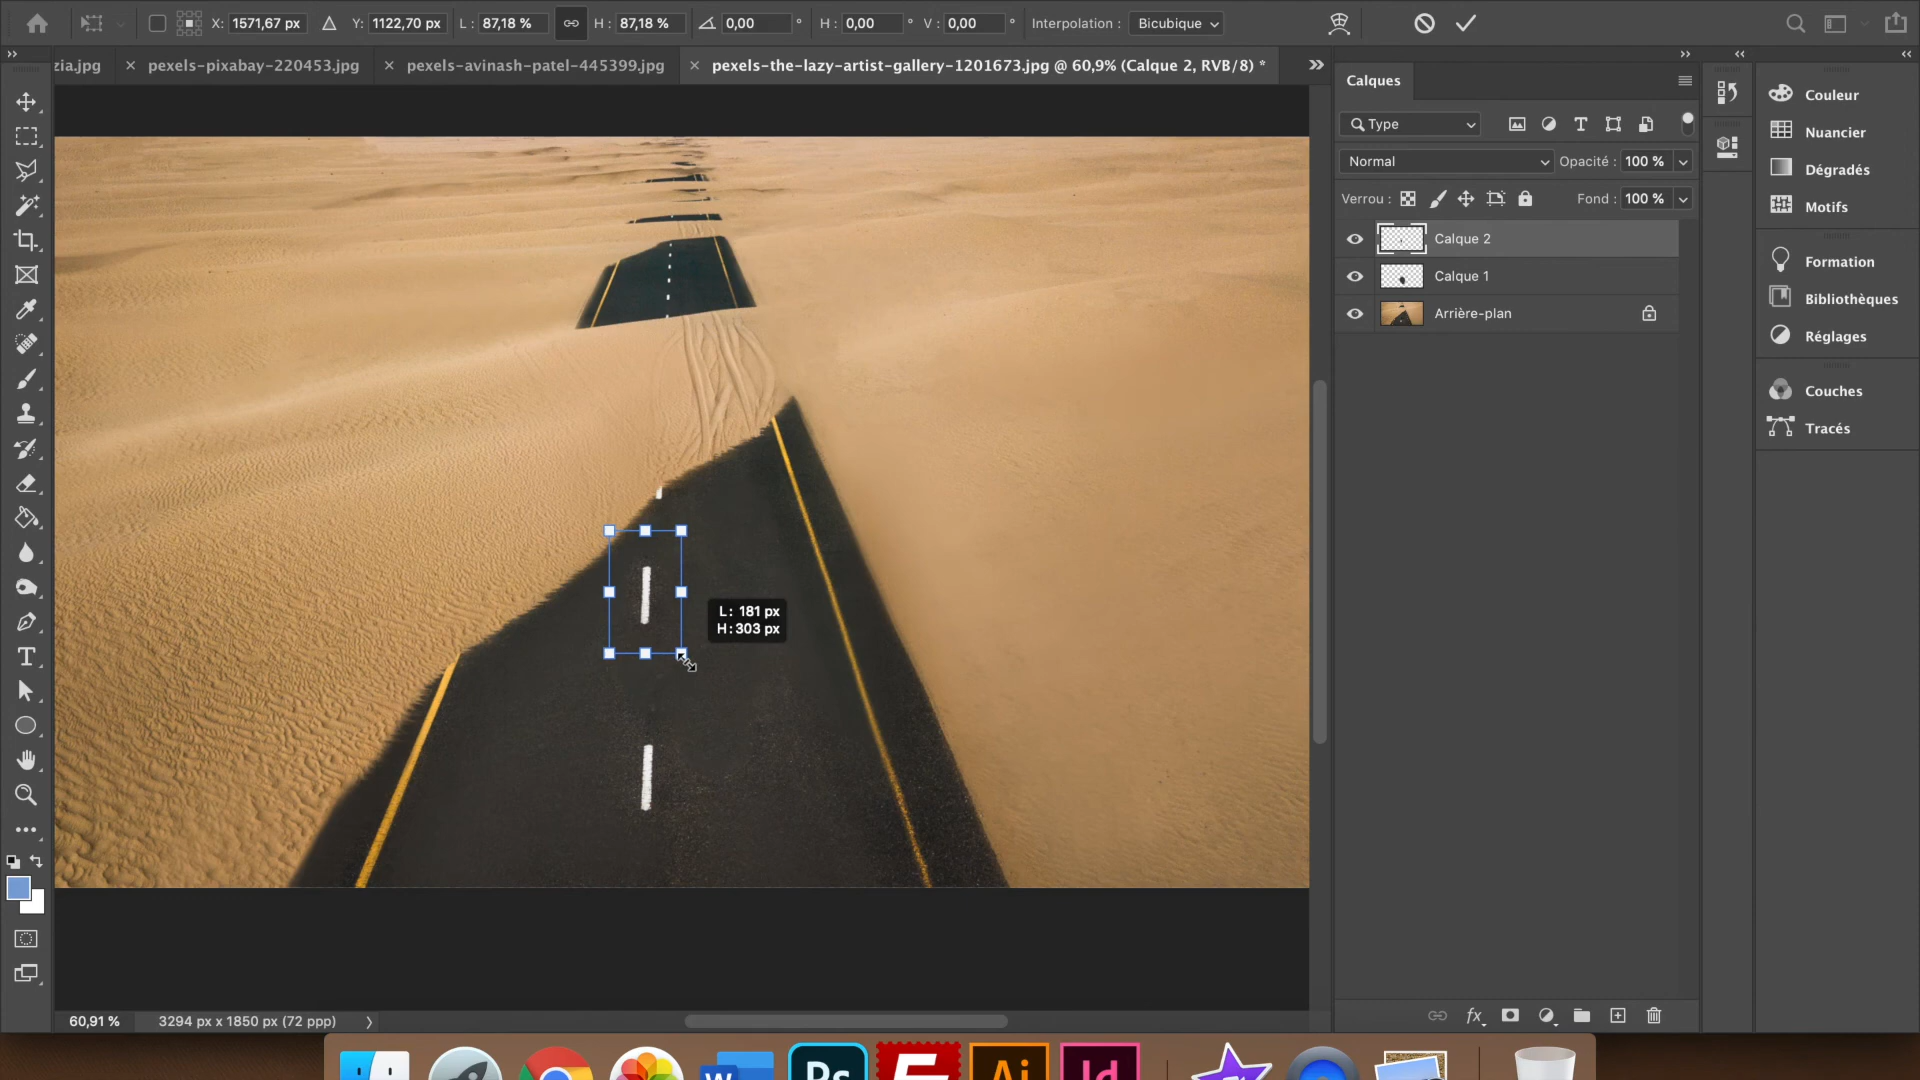 X: 1571,67 px Y: 1122,70 px L : 87,18 % H : 87,18 % 0,00 ° H : 0,00 ° V : 0,00 ° Interpolation : Bicubique
zia.jpg × pexels-pixabay-220453.jpg × pexels-avinash-patel-445399.jpg × pexels-the-lazy-artist-gallery-1201673.jpg @ 60,9% (Calque 2, RVB/8) *
Calques
Type
Normal Opacité : 100 %
Verrou : Fond : 100 %
Calque 2
Calque 1
Arrière-plan
Couleur
Nuancier
Dégradés
Motifs
Formation
Bibliothèques
Réglages
Couches
Tracés
L : 181 px
H : 303 px
60,91 % 3294 px x 1850 px (72 ppp)
fx
W Ps F Ai Id